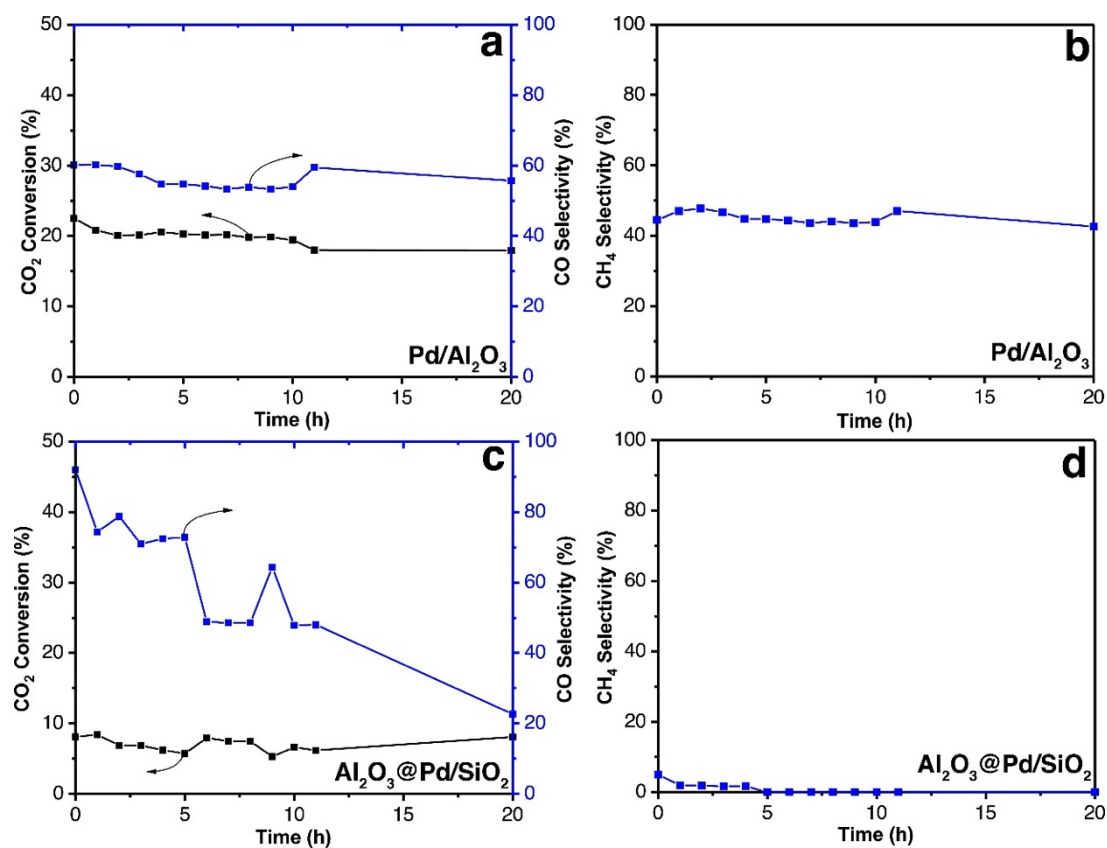 a
50
40
30
20
10
0
CO₂ Conversion (%)
100
80
60
40
20
0
CO Selectivity (%)
0 5 10 15 20
Time (h)
Pd/Al₂O₃
b
100
80
60
40
20
0
CH₄ Selectivity (%)
0 5 10 15 20
Time (h)
Pd/Al₂O₃
c
50
40
30
20
10
0
CO₂ Conversion (%)
100
80
60
40
20
0
CO Selectivity (%)
0 5 10 15 20
Time (h)
Al₂O₃@Pd/SiO₂
d
100
80
60
40
20
0
CH₄ Selectivity (%)
0 5 10 15 20
Time (h)
Al₂O₃@Pd/SiO₂